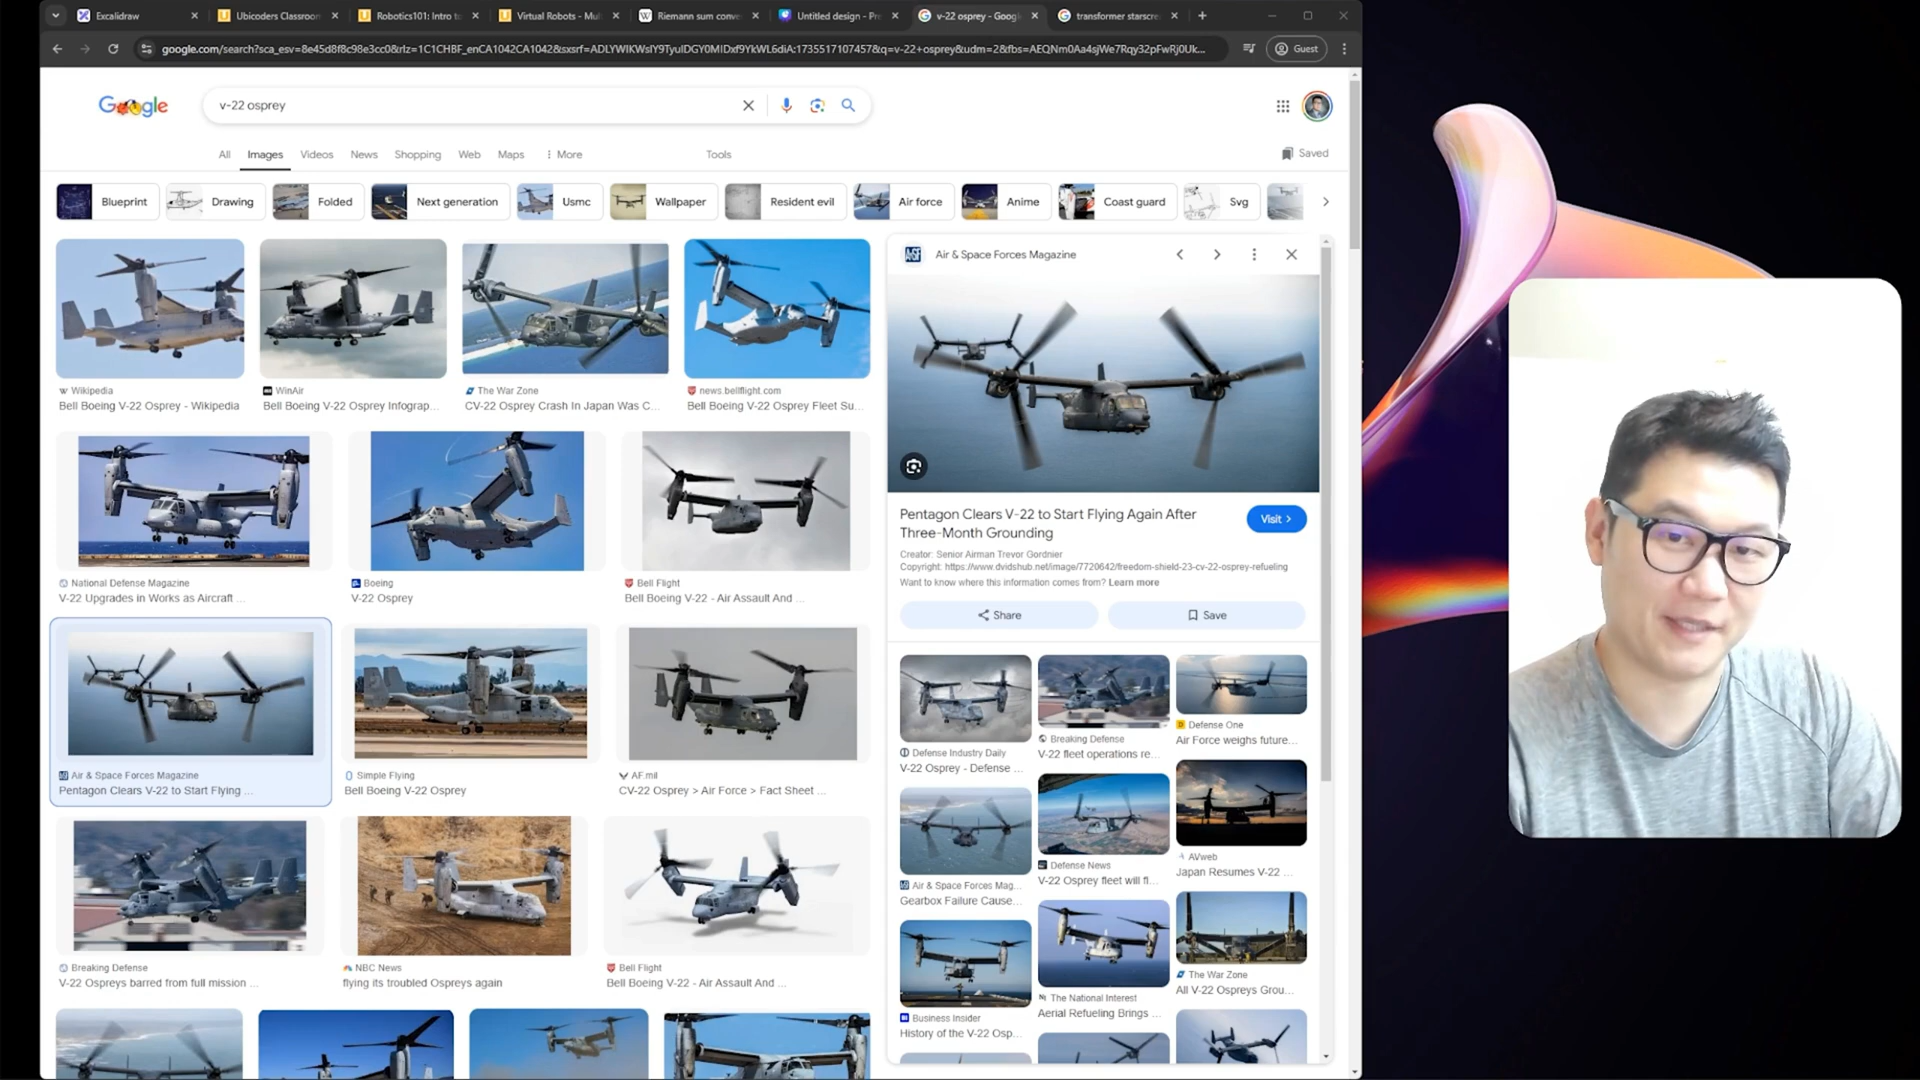 Excalidraw
Ubicoders Classroom
Robotics101: Intro to
Virtual Robots - Mul
Riemann sum conve
Untitled design - Pre
v-22 osprey - Googl
transformer starscre
google.com/search?sca_esv=8e45d8f8c98e3cc0&rlz=1C1CHBF_enCA1042CA1042&sxsrf=ADLYWIKWsIY9TyuIDGY0MIDxf9YkWL6diA:1735517107457&q=v-22+osprey&udm=2&fbs=AEQNm0Aa4sjWe7Rqy32pFwRj0Uk...
Guest
Google
v-22 osprey
All
Images
Videos
News
Shopping
Web
Maps
More
Tools
Saved
Blueprint
Drawing
Folded
Next generation
Usmc
Wallpaper
Resident evil
Air force
Anime
Coast guard
Svg
Wikipedia
Bell Boeing V-22 Osprey - Wikipedia
WinAir
Bell Boeing V-22 Osprey Infograp...
The War Zone
CV-22 Osprey Crash In Japan Was C...
news.bellflight.com
Bell Boeing V-22 Osprey Fleet Su...
National Defense Magazine
V-22 Upgrades in Works as Aircraft ...
Boeing
V-22 Osprey
Bell Flight
Bell Boeing V-22 - Air Assault And ...
Air & Space Forces Magazine
Pentagon Clears V-22 to Start Flying ...
Simple Flying
Bell Boeing V-22 Osprey
AF.mil
CV-22 Osprey > Air Force > Fact Sheet ...
Breaking Defense
V-22 Ospreys barred from full mission ...
NBC News
flying its troubled Ospreys again
Bell Flight
Bell Boeing V-22 - Air Assault And ...
Air & Space Forces Magazine
Pentagon Clears V-22 to Start Flying Again After
Three-Month Grounding
Visit
Creator: Senior Airman Trevor Gordnier
Copyright: https://www.dvidshub.net/image/7720642/freedom-shield-23-cv-22-osprey-refueling
Want to know where this information comes from? Learn more
Share
Save
Defense Industry Daily
V-22 Osprey - Defense ...
Breaking Defense
V-22 fleet operations re...
Defense One
Air Force weighs future...
Air & Space Forces Mag...
Gearbox Failure Cause...
Defense News
V-22 Osprey fleet will fl...
AVweb
Japan Resumes V-22 ...
Business Insider
History of the V-22 Osp...
The National Interest
Aerial Refueling Brings ...
The War Zone
All V-22 Ospreys Grou...